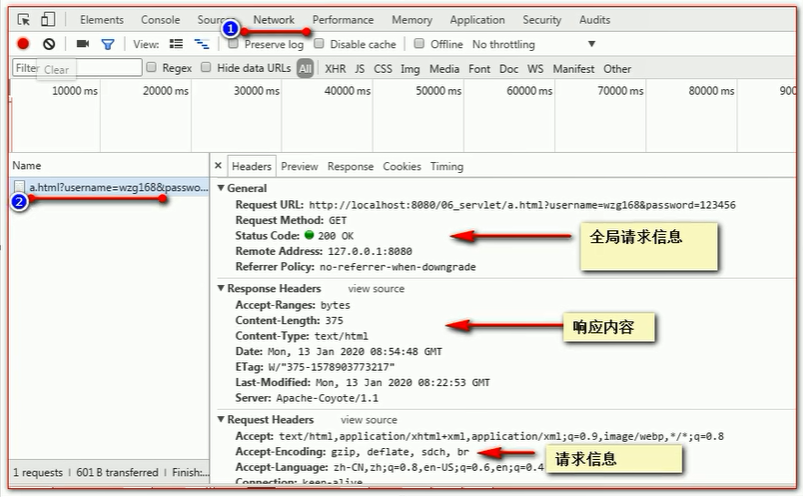 Elements Console Sources Network Performance Memory Application Security Audits
1
View: Preserve log Disable cache Offline No throttling
Filter Clear Regex Hide data URLs All XHR JS CSS Img Media Font Doc WS Manifest Other
10000 ms 20000 ms 30000 ms 40000 ms 50000 ms 60000 ms 70000 ms 80000 ms 900
Name
a.html?username=wzg168&passwo...
2
1 requests | 601 B transferred | Finish:...
× Headers Preview Response Cookies Timing
General
Request URL: http://localhost:8080/06_servlet/a.html?username=wzg168&password=123456
Request Method: GET
Status Code: 200 OK
全局请求信息
Remote Address: 127.0.0.1:8080
Referrer Policy: no-referrer-when-downgrade
Response Headers view source
Accept-Ranges: bytes
Content-Length: 375
响应内容
Content-Type: text/html
Date: Mon, 13 Jan 2020 08:54:48 GMT
ETag: W/"375-1578903773217"
Last-Modified: Mon, 13 Jan 2020 08:22:53 GMT
Server: Apache-Coyote/1.1
Request Headers view source
Accept: text/html,application/xhtml+xml,application/xml;q=0.9,image/webp,*/*;q=0.8
Accept-Encoding: gzip, deflate, sdch, br
请求信息
Accept-Language: zh-CN,zh;q=0.8,en-US;q=0.6,en;q=0.4
Connection: keep-alive